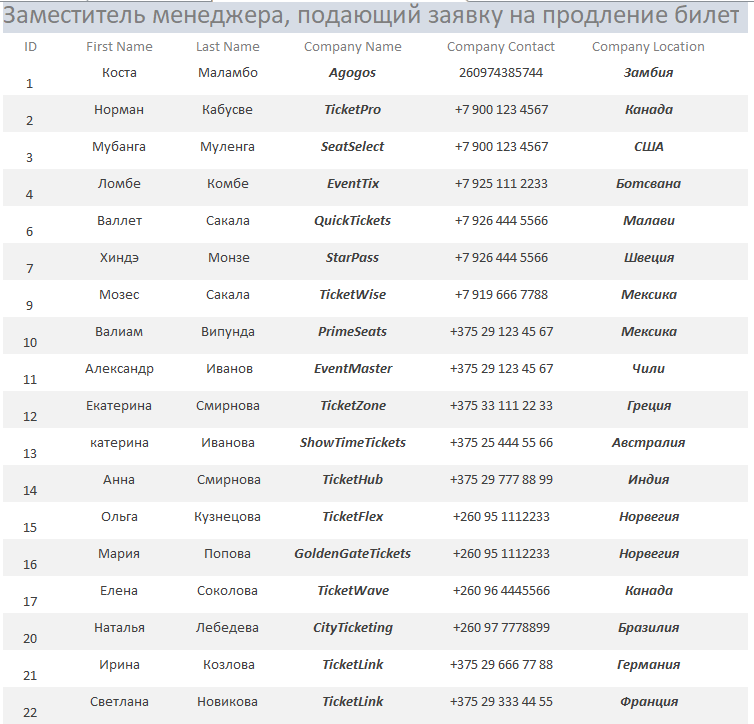 Заместитель менеджера, подающий заявку на продление билет
ID First Name Last Name Company Name Company Contact Company Location
1 Коста Маламбо Agogos 260974385744 Замбия
2 Норман Кабусве TicketPro +7 900 123 4567 Канада
3 Мубанга Муленга SeatSelect +7 900 123 4567 США
4 Ломбе Комбе EventTix +7 925 111 2233 Ботсвана
6 Валлет Сакала QuickTickets +7 926 444 5566 Малави
7 Хиндэ Монзе StarPass +7 926 444 5566 Швеция
9 Мозес Сакала TicketWise +7 919 666 7788 Мексика
10 Валиам Випунда PrimeSeats +375 29 123 45 67 Мексика
11 Александр Иванов EventMaster +375 29 123 45 67 Чили
12 Екатерина Смирнова TicketZone +375 33 111 22 33 Греция
13 катерина Иванова ShowTimeTickets +375 25 444 55 66 Австралия
14 Анна Смирнова TicketHub +375 29 777 88 99 Индия
15 Ольга Кузнецова TicketFlex +260 95 1112233 Норвегия
16 Мария Попова GoldenGateTickets +260 95 1112233 Норвегия
17 Елена Соколова TicketWave +260 96 4445566 Канада
20 Наталья Лебедева CityTicketing +260 97 7778899 Бразилия
21 Ирина Козлова TicketLink +375 29 666 77 88 Германия
22 Светлана Новикова TicketLink +375 29 333 44 55 Франция